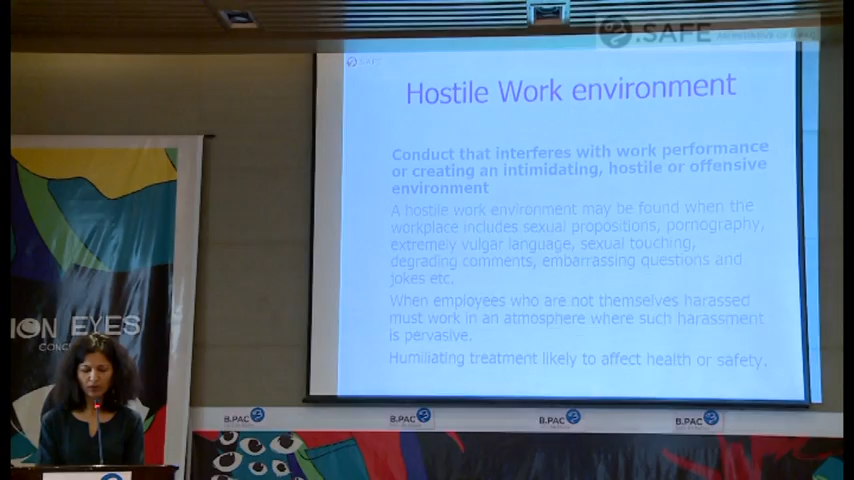 .SAFE
SAFE
Hostile Work environment
Conduct that interferes with work performance
or creating an intimidating, hostile or offensive
environment
A hostile work environment may be found when the
workplace includes sexual propositions, pornography,
extremely vulgar language, sexual touching,
degrading comments, embarrassing questions and
jokes etc.
When employees who are not themselves harassed
must work in an atmosphere where such harassment
is pervasive.
Humiliating treatment likely to affect health or safety.
ION EYES
B.PAC
B.PAC
B.PAC
B.PAC